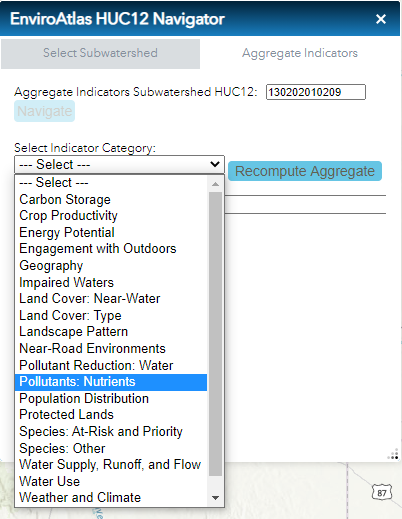 EnviroAtlas HUC12 Navigator ×
Select Subwatershed Aggregate Indicators
Aggregate Indicators Subwatershed HUC12: 130202010209
Navigate
Select Indicator Category:
--- Select ---
Recompute Aggregate
--- Select ---
Carbon Storage
Crop Productivity
Energy Potential
Engagement with Outdoors
Geography
Impaired Waters
Land Cover: Near-Water
Land Cover: Type
Landscape Pattern
Near-Road Environments
Pollutant Reduction: Water
Pollutants: Nutrients
Population Distribution
Protected Lands
Species: At-Risk and Priority
Species: Other
Water Supply, Runoff, and Flow
Water Use
Weather and Climate
87